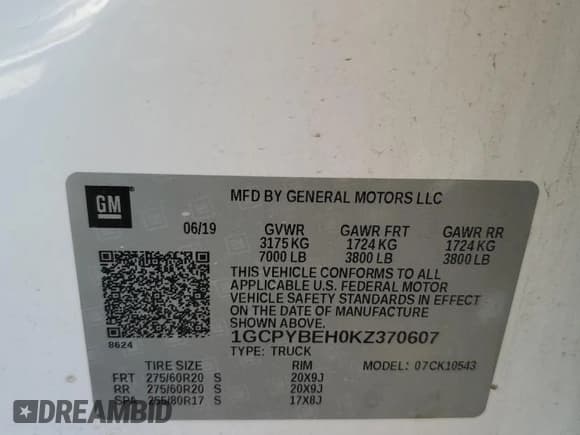 GM
MFD BY GENERAL MOTORS LLC
06/19 GVWR GAWR FRT GAWR RR
3175 KG 1724 KG 1724 KG
7000 LB 3800 LB 3800 LB
THIS VEHICLE CONFORMS TO ALL
APPLICABLE U.S. FEDERAL MOTOR
VEHICLE SAFETY STANDARDS IN EFFECT
ON THE DATE OF MANUFACTURE
SHOWN ABOVE.
8624
1GCPYBEH0KZ370607
TYPE: TRUCK MODEL: 07CK10543
TIRE SIZE RIM
FRT 275/60R20 S 20X9J
RR 275/60R20 S 20X9J
SPA 255/80R17 S 17X8J
DREAMBID